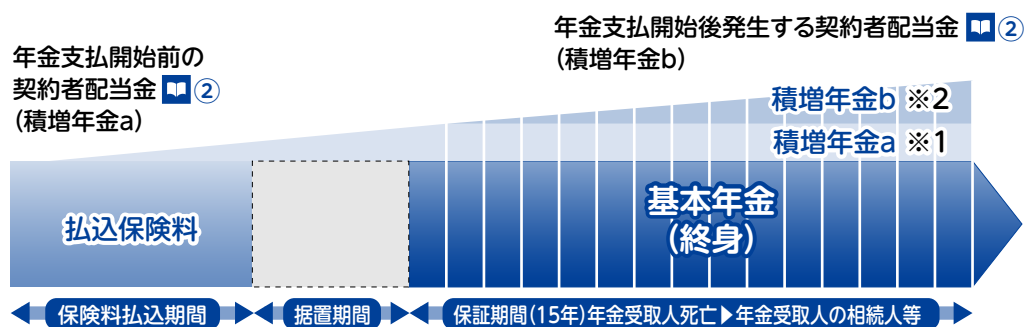 年金支払開始前の
契約者配当金 ②
(積増年金a)
年金支払開始後発生する契約者配当金 ②
(積増年金b)
積増年金b ※2
積増年金a ※1
払込保険料
基本年金
(終身)
保険料払込期間
据置期間
保証期間(15年)年金受取人死亡▶年金受取人の相続人等